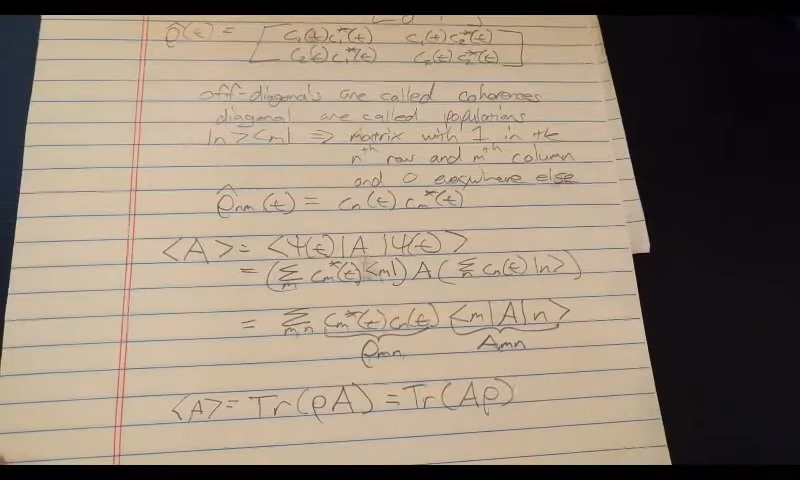 ρ̂(t) = [ c₁(t)c₁*(t) c₁(t)c₂*(t)
c₂(t)c₁*(t) c₂(t)c₂*(t) ]
off-diagonals are called coherences
diagonal are called populations
|n><m| ⇒ matrix with 1 in the
nᵗʰ row and mᵗʰ column
and 0 everywhere else
ρ̂ₙₘ(t) = cₙ(t) cₘ*(t)
<A> = <Ψ(t)|A|Ψ(t)>
= (Σₘ cₘ*(t)<m|) A (Σₙ cₙ(t)|n>)
= Σₘ,ₙ cₘ*(t)cₙ(t) <m|A|n>
ρₘₙ Aₘₙ
<A> = Tr(ρA) = Tr(Aρ)